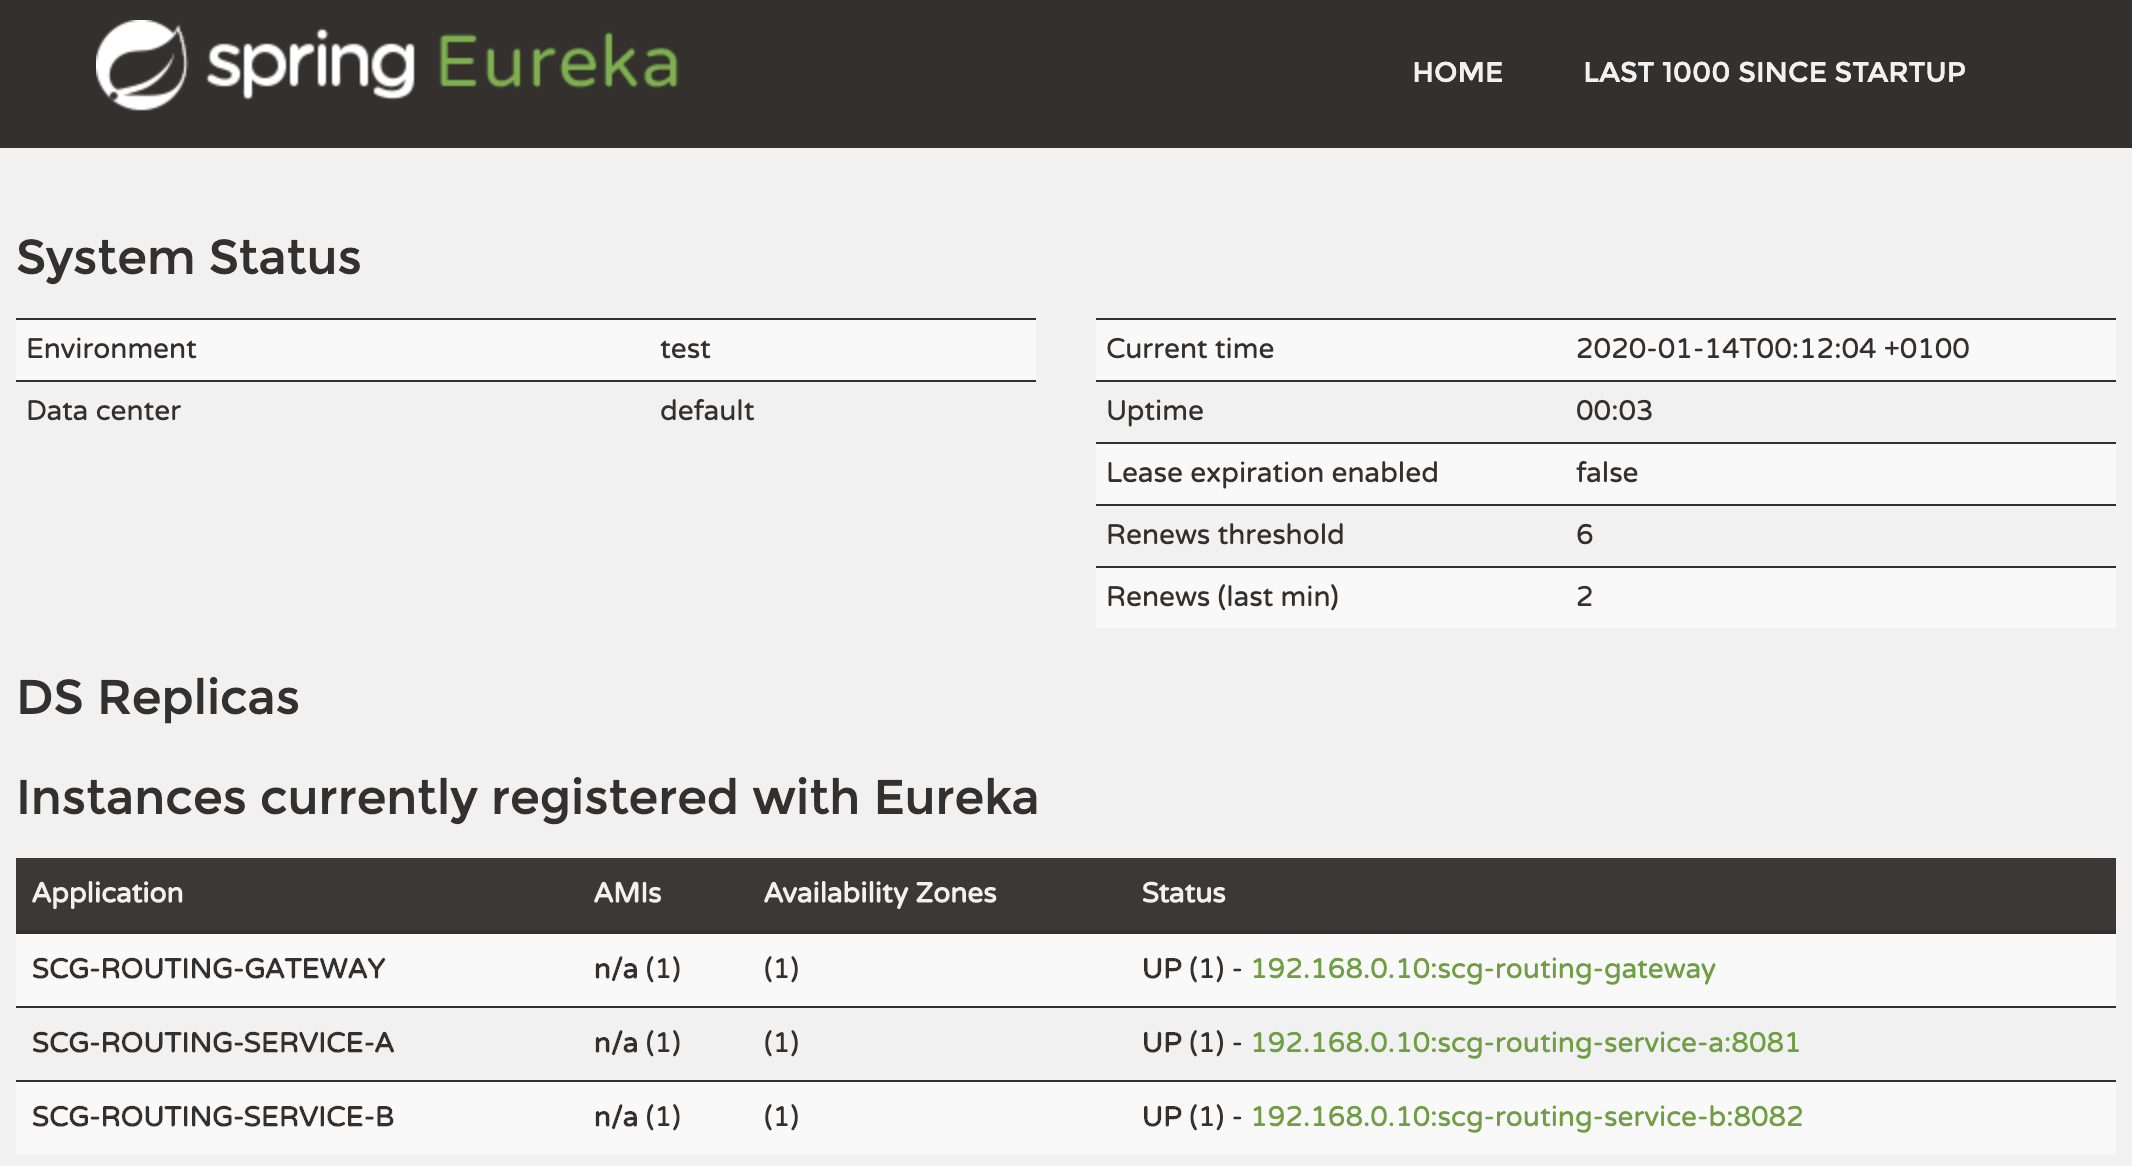 spring Eureka
HOME LAST 1000 SINCE STARTUP
System Status
Environment test
Data center default
Current time 2020-01-14T00:12:04 +0100
Uptime 00:03
Lease expiration enabled false
Renews threshold 6
Renews (last min) 2
DS Replicas
Instances currently registered with Eureka
Application AMIs Availability Zones Status
SCG-ROUTING-GATEWAY n/a (1) (1) UP (1) - 192.168.0.10:scg-routing-gateway
SCG-ROUTING-SERVICE-A n/a (1) (1) UP (1) - 192.168.0.10:scg-routing-service-a:8081
SCG-ROUTING-SERVICE-B n/a (1) (1) UP (1) - 192.168.0.10:scg-routing-service-b:8082